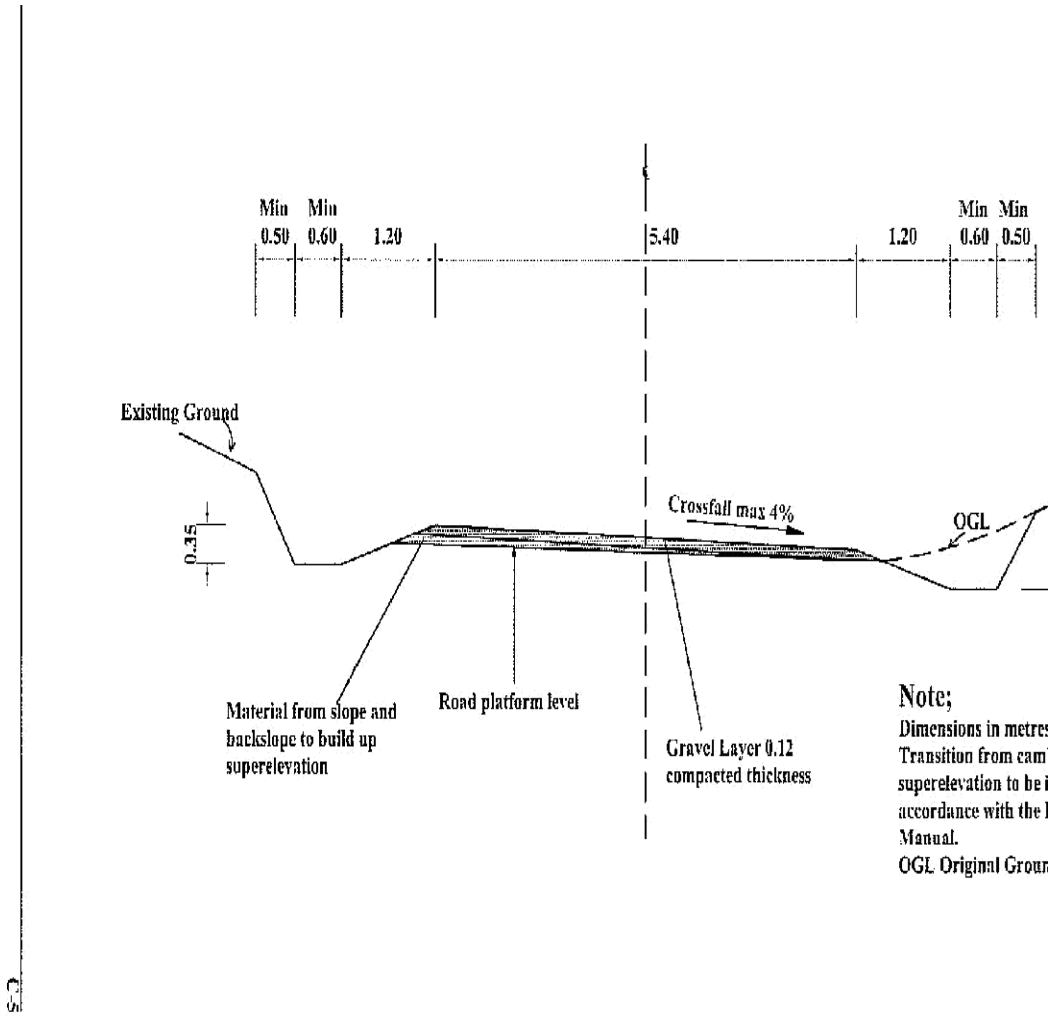 Min Min
0.50 0.60 1.20 5.40 1.20
Min Min
0.60 0.50
Existing Ground
0.35
Crossfall max 4%
OGL
Material from slope and
backslope to build up
superelevation
Road platform level
Gravel Layer 0.12
compacted thickness
Note;
Dimensions in metres
Transition from cam
superelevation to be i
accordance with the
Manual.
OGL Original Groun
C-5